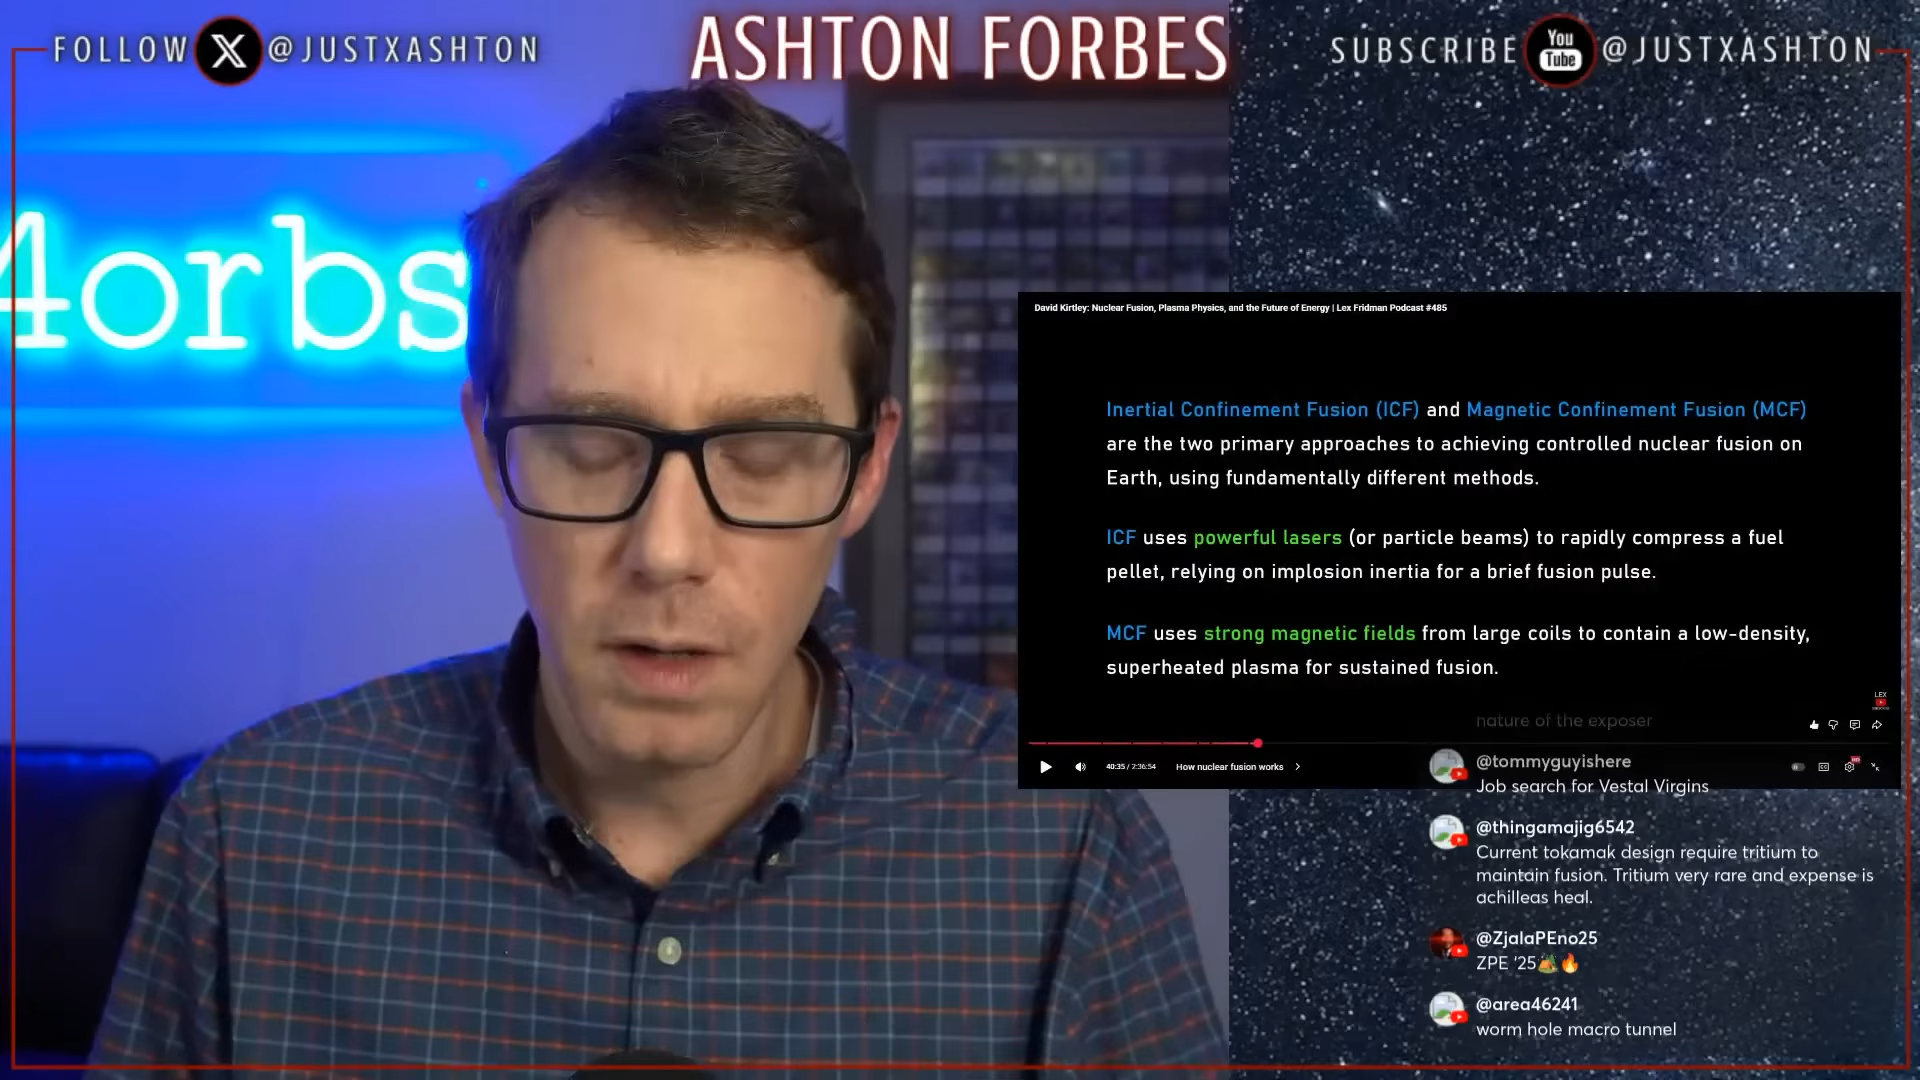 FOLLOW X @JUSTXASHTON
ASHTON FORBES
SUBSCRIBE You Tube @JUSTXASHTON
4orbs
David Kirtley: Nuclear Fusion, Plasma Physics, and the Future of Energy | Lex Fridman Podcast #485
Inertial Confinement Fusion (ICF) and Magnetic Confinement Fusion (MCF)
are the two primary approaches to achieving controlled nuclear fusion on
Earth, using fundamentally different methods.
ICF uses powerful lasers (or particle beams) to rapidly compress a fuel
pellet, relying on implosion inertia for a brief fusion pulse.
MCF uses strong magnetic fields from large coils to contain a low-density,
superheated plasma for sustained fusion.
LEX
nature of the exposer
40:35 / 2:36:54
How nuclear fusion works
@tommyguyishere
Job search for Vestal Virgins
@thingamajig6542
Current tokamak design require tritium to
maintain fusion. Tritium very rare and expense is
achilleas heal.
@ZjalaPEno25
ZPE '25🏕️🔥
@area46241
worm hole macro tunnel